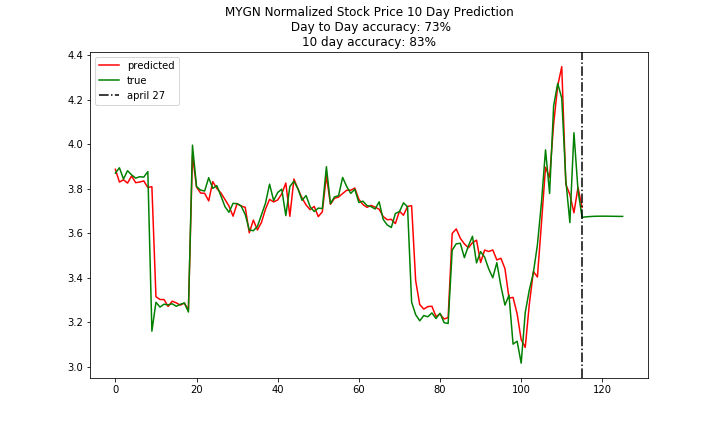 MYGN Normalized Stock Price 10 Day Prediction
Day to Day accuracy: 73%
10 day accuracy: 83%
predicted
true
april 27
4.4
4.2
4.0
3.8
3.6
3.4
3.2
3.0
0 20 40 60 80 100 120